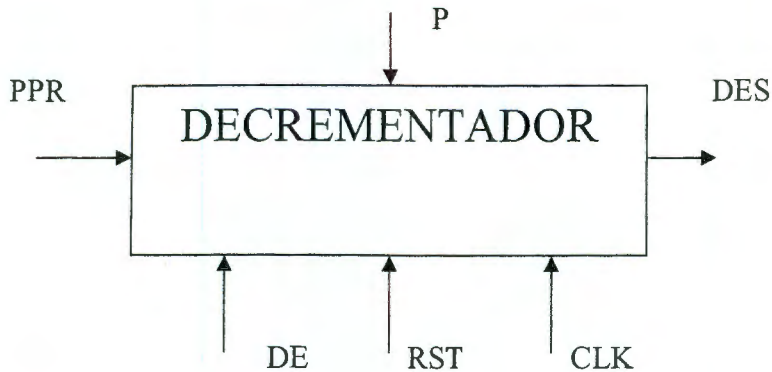 P
PPR
DECREMENTADOR
DES
DE RST CLK